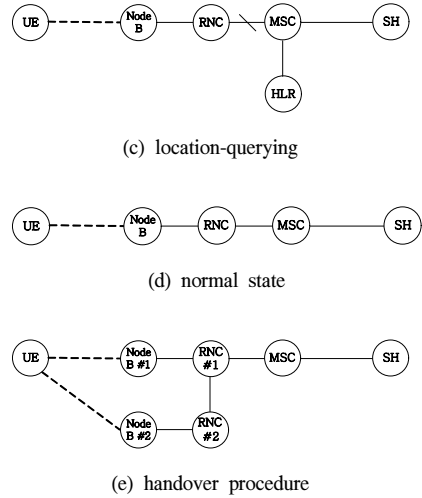 UE Node B RNC MSC SH
HLR
(c) location-querying
UE Node B RNC MSC SH
(d) normal state
UE Node B #1 RNC #1 MSC SH
Node B #2 RNC #2
(e) handover procedure